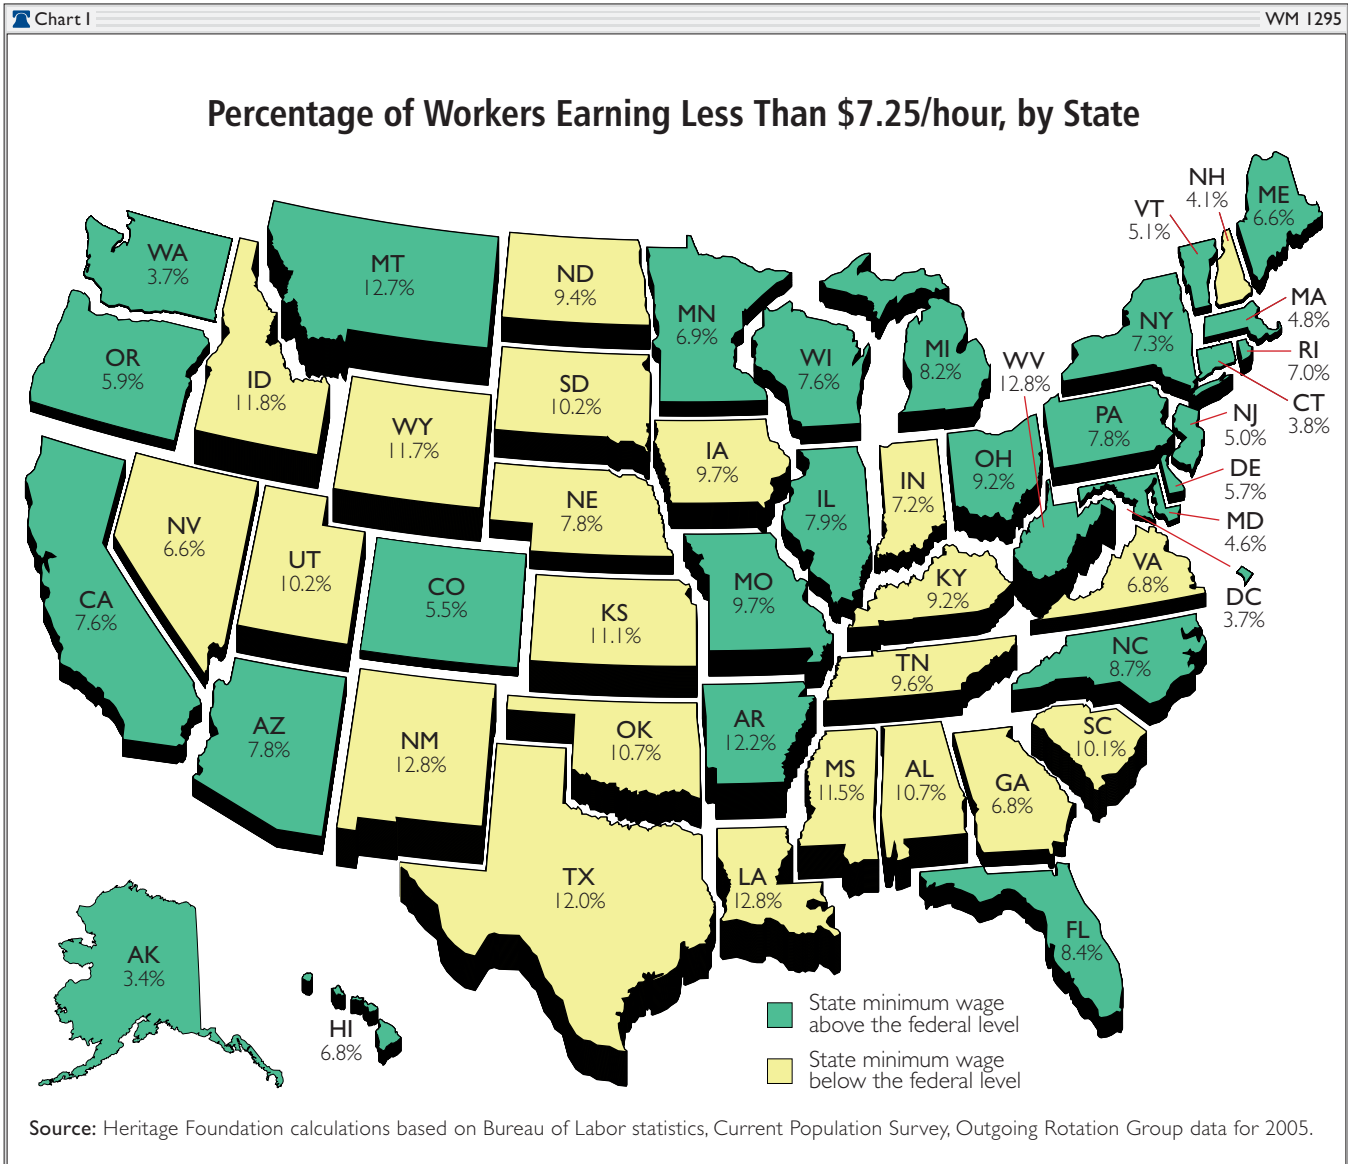 Chart 1
WM 1295
Percentage of Workers Earning Less Than $7.25/hour, by State
NH
4.1%
ME
6.6%
VT
5.1%
WA
3.7%
MT
12.7%
ND
9.4%
MN
6.9%
MA
4.8%
NY
7.3%
OR
5.9%
ID
11.8%
SD
10.2%
WI
7.6%
MI
8.2%
WV
12.8%
RI
7.0%
CT
3.8%
WY
11.7%
PA
7.8%
NJ
5.0%
IA
9.7%
OH
9.2%
IN
7.2%
DE
5.7%
NE
7.8%
IL
7.9%
NV
6.6%
MD
4.6%
UT
10.2%
CO
5.5%
MO
9.7%
KY
9.2%
VA
6.8%
DC
3.7%
CA
7.6%
KS
11.1%
NC
8.7%
TN
9.6%
AZ
7.8%
NM
12.8%
OK
10.7%
AR
12.2%
SC
10.1%
MS
11.5%
AL
10.7%
GA
6.8%
TX
12.0%
LA
12.8%
FL
8.4%
AK
3.4%
HI
6.8%
State minimum wage
above the federal level
State minimum wage
below the federal level
Source: Heritage Foundation calculations based on Bureau of Labor statistics, Current Population Survey, Outgoing Rotation Group data for 2005.